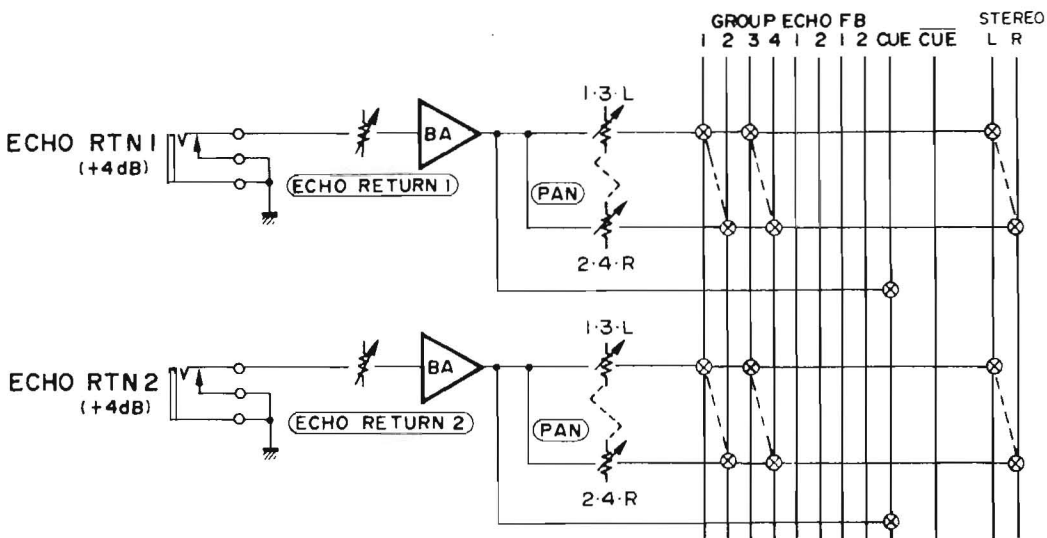 GROUP ECHO FB STEREO
1 2 3 4 1 2 1 2 CUE C̅U̅E̅ L R
1·3·L
ECHO RTN 1
(+4dB)
BA
ECHO RETURN 1
PAN
2·4·R
1·3·L
ECHO RTN 2
(+4dB)
BA
ECHO RETURN 2
PAN
2·4·R